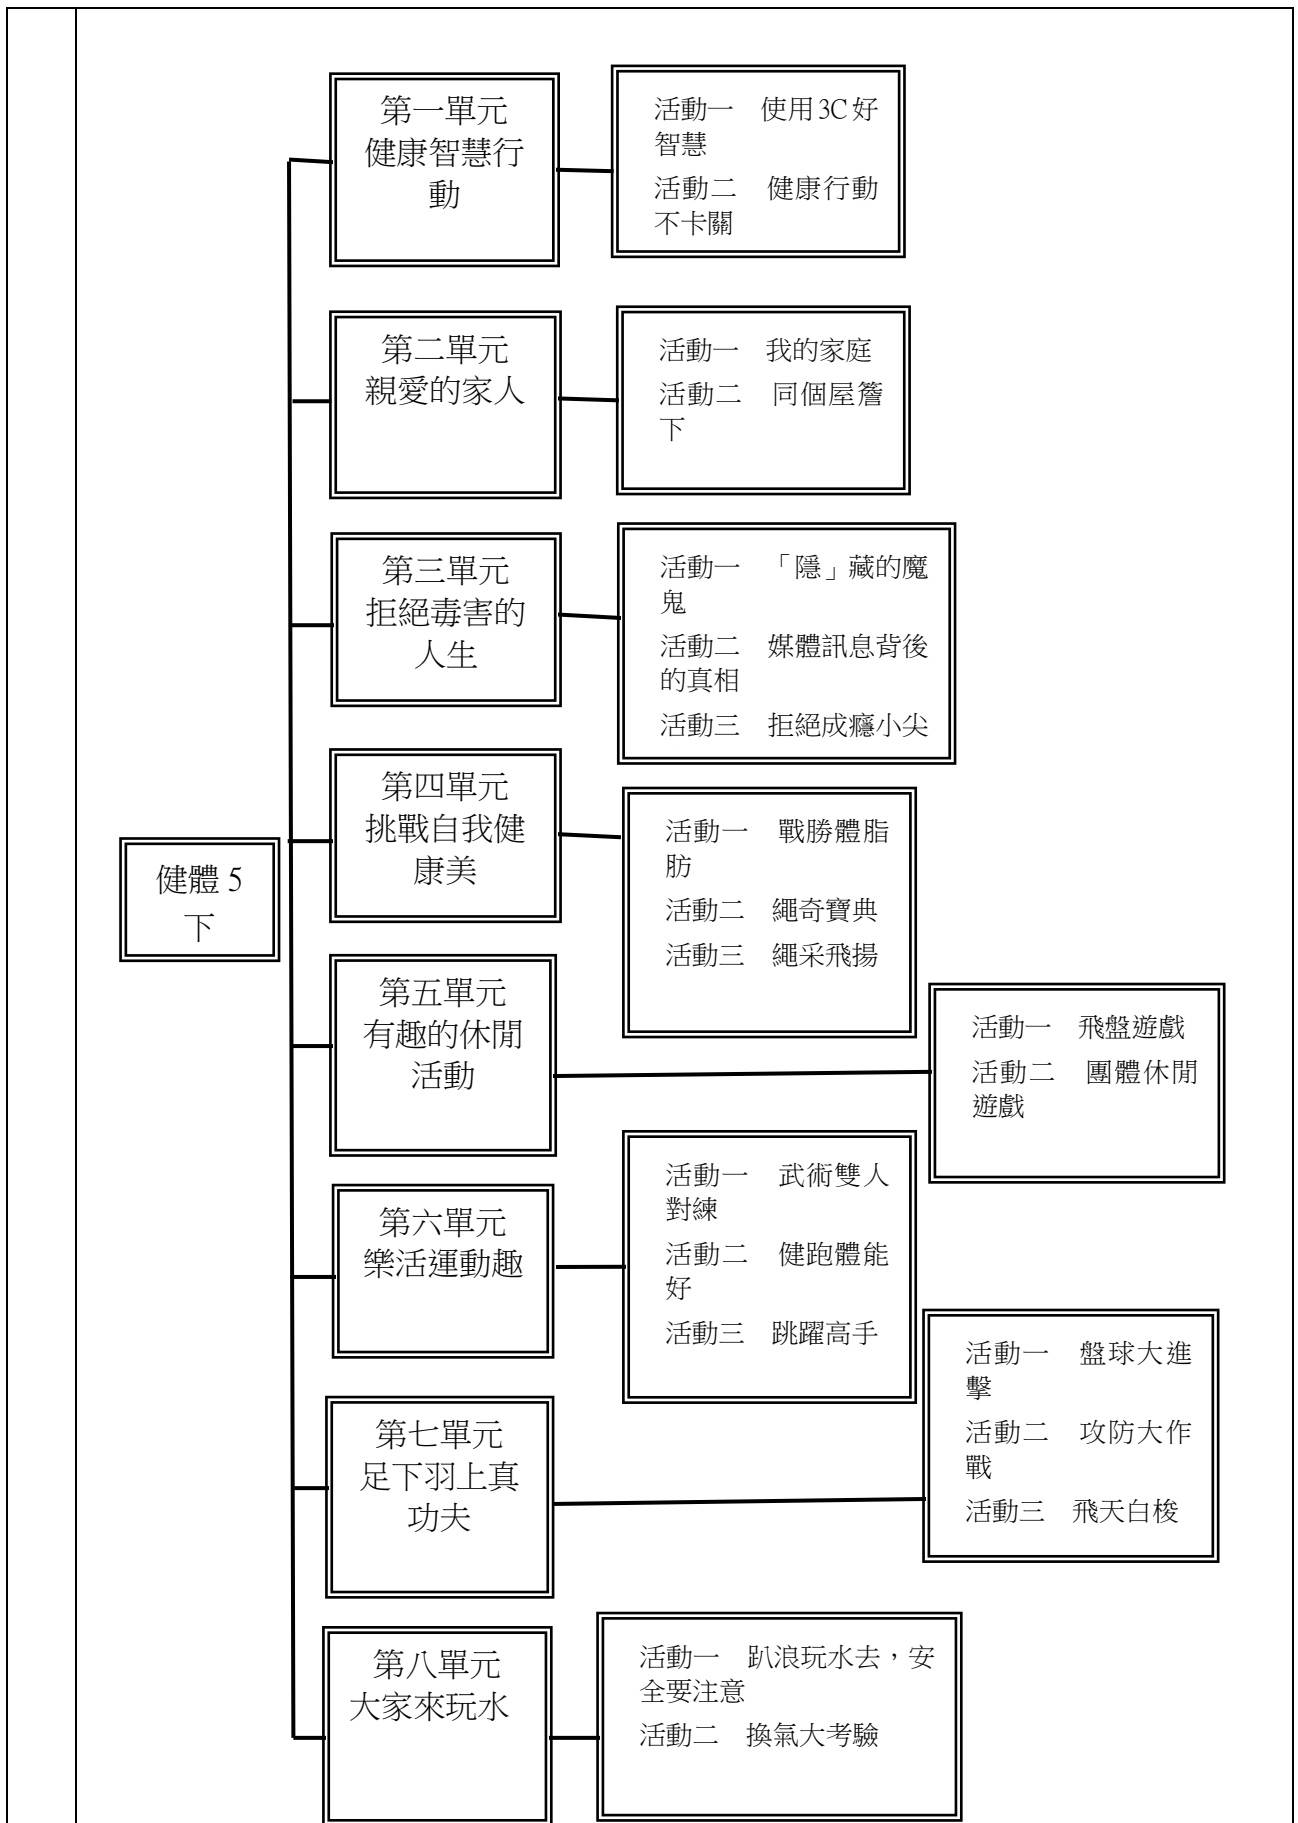 第一單元
健康智慧行
動
活動一　使用3C好
智慧
活動二　健康行動
不卡關
第二單元
親愛的家人
活動一　我的家庭
活動二　同個屋簷
下
第三單元
拒絕毒害的
人生
活動一　「隱」藏的魔
鬼
活動二　媒體訊息背後
的真相
活動三　拒絕成癮小尖
第四單元
挑戰自我健
康美
活動一　戰勝體脂
肪
活動二　繩奇寶典
活動三　繩采飛揚
健體 5
下
第五單元
有趣的休閒
活動
活動一　飛盤遊戲
活動二　團體休閒
遊戲
第六單元
樂活運動趣
活動一　武術雙人
對練
活動二　健跑體能
好
活動三　跳躍高手
第七單元
足下羽上真
功夫
活動一　盤球大進
擊
活動二　攻防大作
戰
活動三　飛天白梭
第八單元
大家來玩水
活動一　趴浪玩水去，安
全要注意
活動二　換氣大考驗